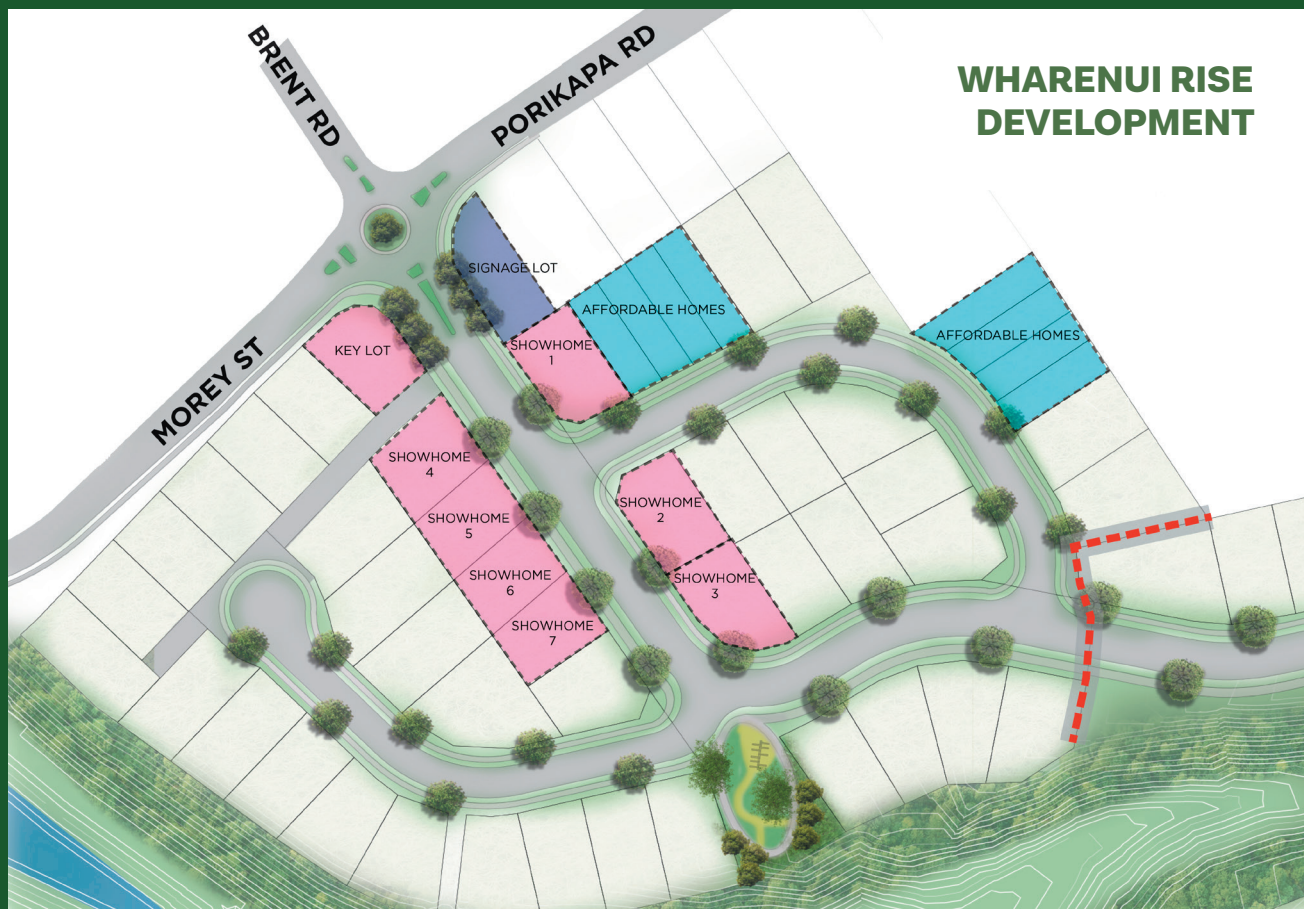 WHARENUI RISE
DEVELOPMENT
BRENT RD
PORIKAPA RD
MOREY ST
SIGNAGE LOT
AFFORDABLE HOMES
AFFORDABLE HOMES
KEY LOT
SHOWHOME
1
SHOWHOME
4
SHOWHOME
5
SHOWHOME
6
SHOWHOME
7
SHOWHOME
2
SHOWHOME
3